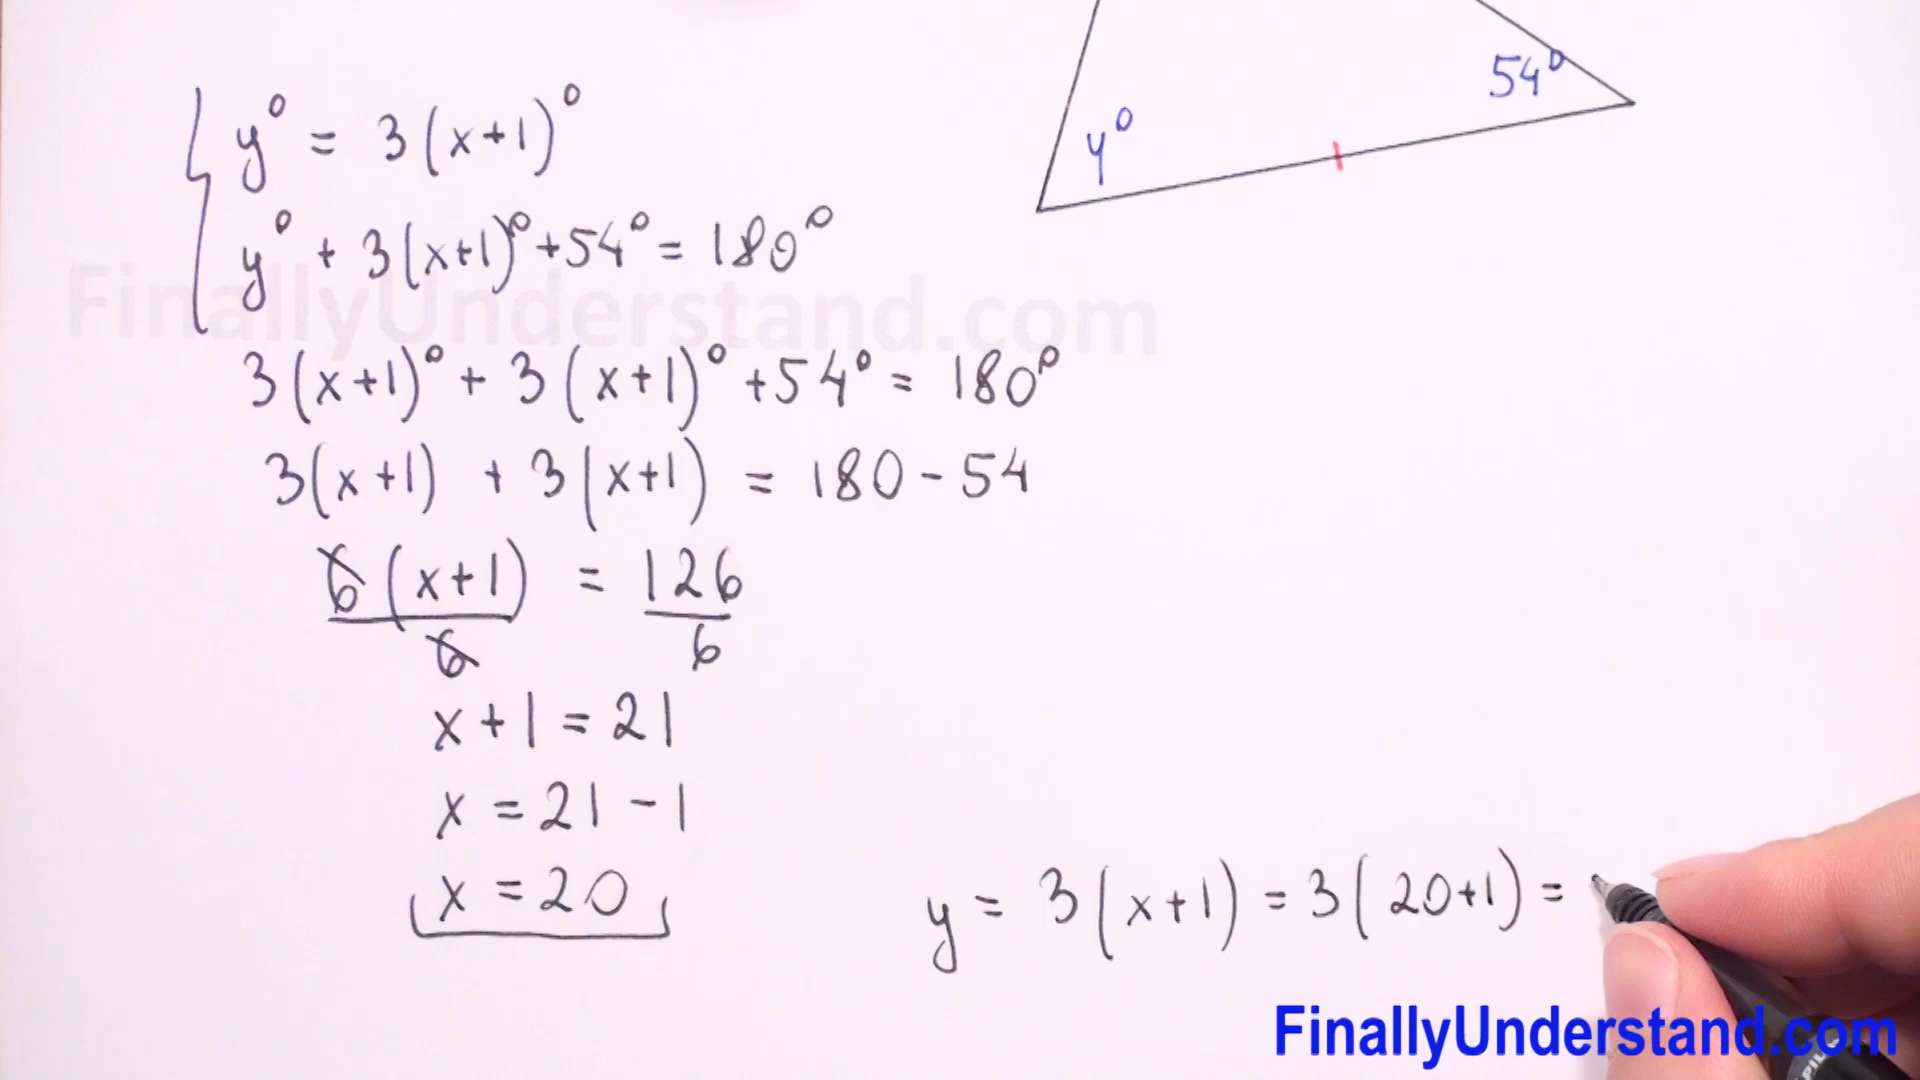 54°
y° = 3(x+1)°
y°
y° + 3(x+1)° +54° = 180°
FinallyUnderstand.com
3(x+1)° + 3(x+1)° +54° = 180°
3(x+1) + 3(x+1) = 180 - 54
6(x+1) = 126
6 6
x+1 = 21
x = 21 - 1
x = 20
y = 3(x+1) = 3(20+1) =
FinallyUnderstand.com
PILOT